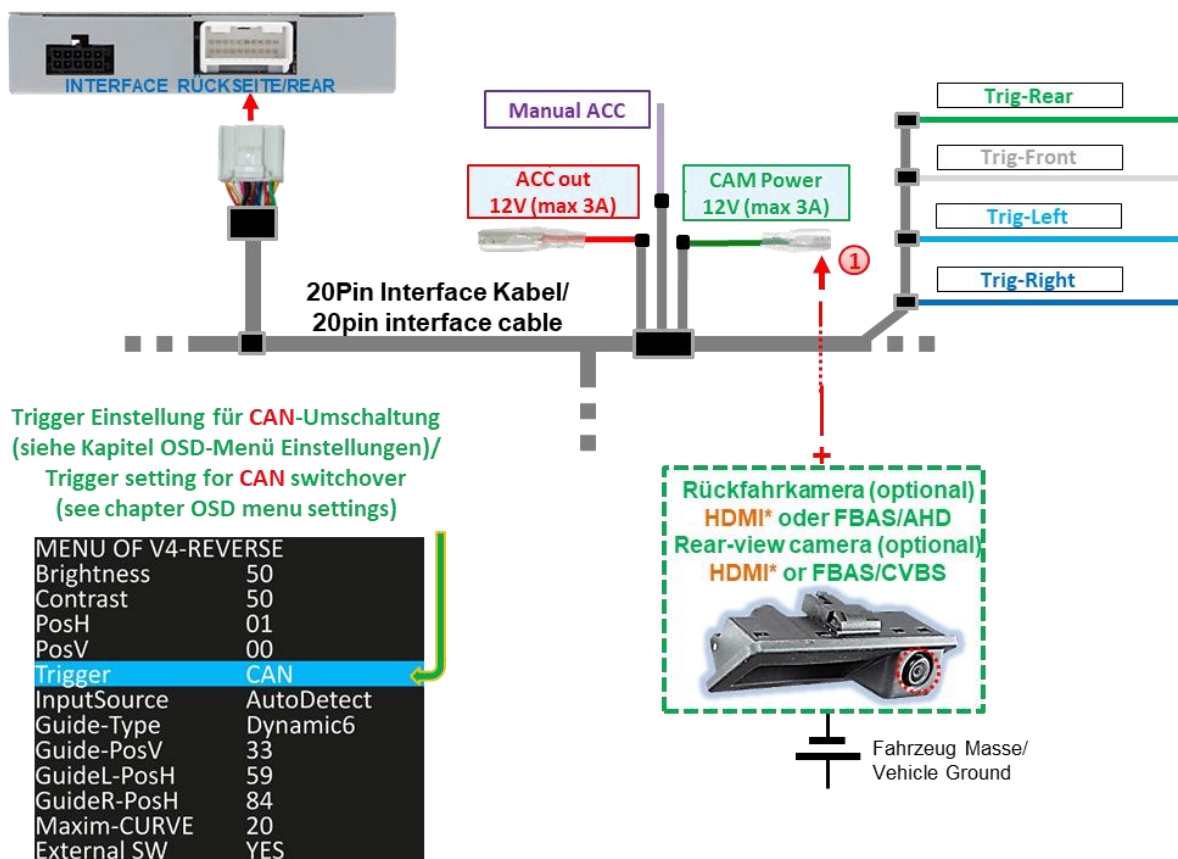 INTERFACE RÜCKSEITE/REAR
Manual ACC
ACC out
12V (max 3A)
CAM Power
12V (max 3A)
Trig-Rear
Trig-Front
Trig-Left
Trig-Right
1
20Pin Interface Kabel/
20pin interface cable
+
Trigger Einstellung für CAN-Umschaltung
(siehe Kapitel OSD-Menü Einstellungen)/
Trigger setting for CAN switchover
(see chapter OSD menu settings)
MENU OF V4-REVERSE
Brightness 50
Contrast 50
PosH 01
PosV 00
Trigger CAN
InputSource AutoDetect
Guide-Type Dynamic6
Guide-PosV 33
GuideL-PosH 59
GuideR-PosH 84
Maxim-CURVE 20
External SW YES
Rückfahrkamera (optional)
HDMI* oder FBAS/AHD
Rear-view camera (optional)
HDMI* or FBAS/CVBS
Fahrzeug Masse/
Vehicle Ground